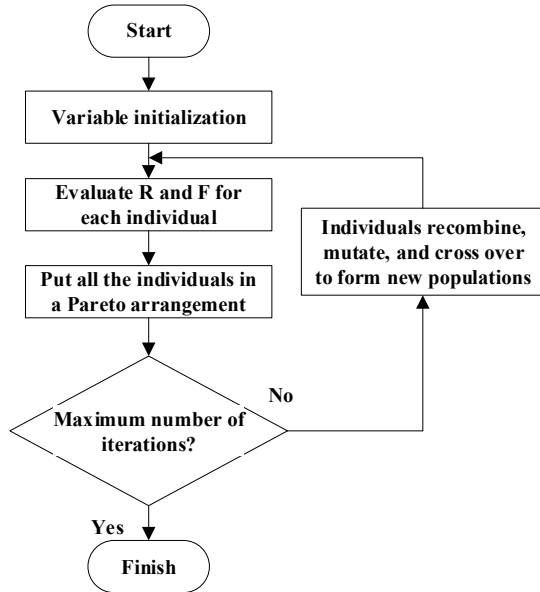 Start
Variable initialization
Evaluate R and F for
each individual
Put all the individuals in
a Pareto arrangement
Maximum number of
iterations?
No
Individuals recombine,
mutate, and cross over
to form new populations
Yes
Finish